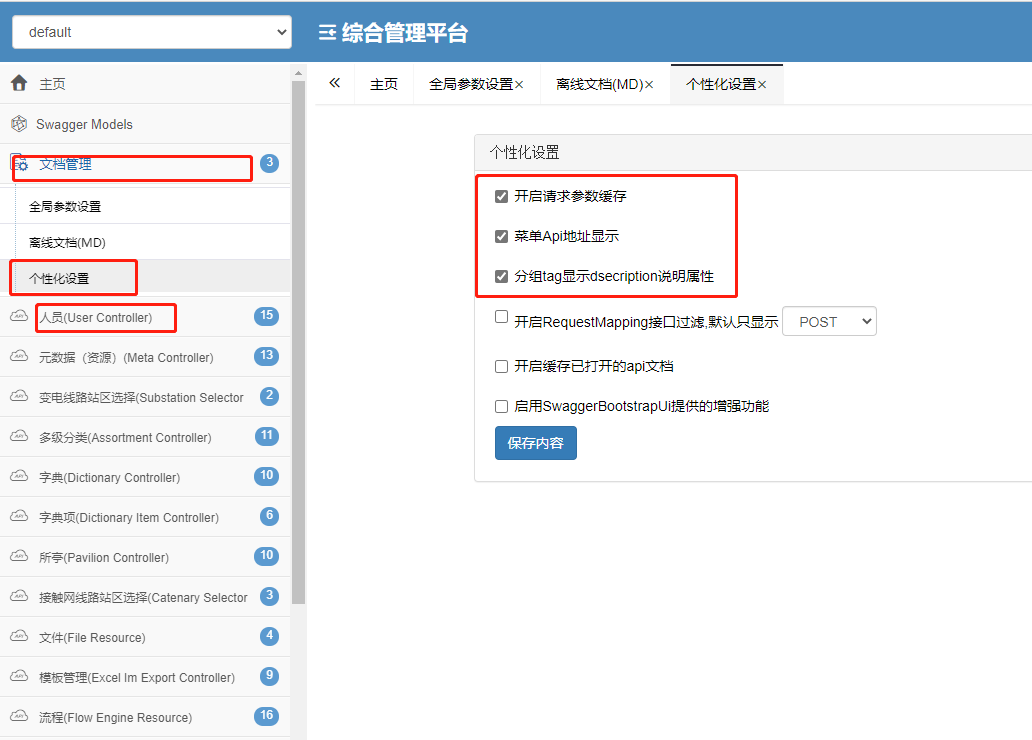 default
综合管理平台
主页
Swagger Models
文档管理
3
全局参数设置
离线文档(MD)
个性化设置
人员(User Controller)
15
元数据（资源）(Meta Controller)
13
变电线路站区选择(Substation Selector
2
多级分类(Assortment Controller)
11
字典(Dictionary Controller)
10
字典项(Dictionary Item Controller)
6
所亭(Pavilion Controller)
10
接触网线路站区选择(Catenary Selector
3
文件(File Resource)
4
模板管理(Excel Im Export Controller)
9
流程(Flow Engine Resource)
16
« 主页 全局参数设置× 离线文档(MD)× 个性化设置×
个性化设置
开启请求参数缓存
菜单Api地址显示
分组tag显示dsecription说明属性
开启RequestMapping接口过滤,默认只显示 POST
开启缓存已打开的api文档
启用SwaggerBootstrapUi提供的增强功能
保存内容